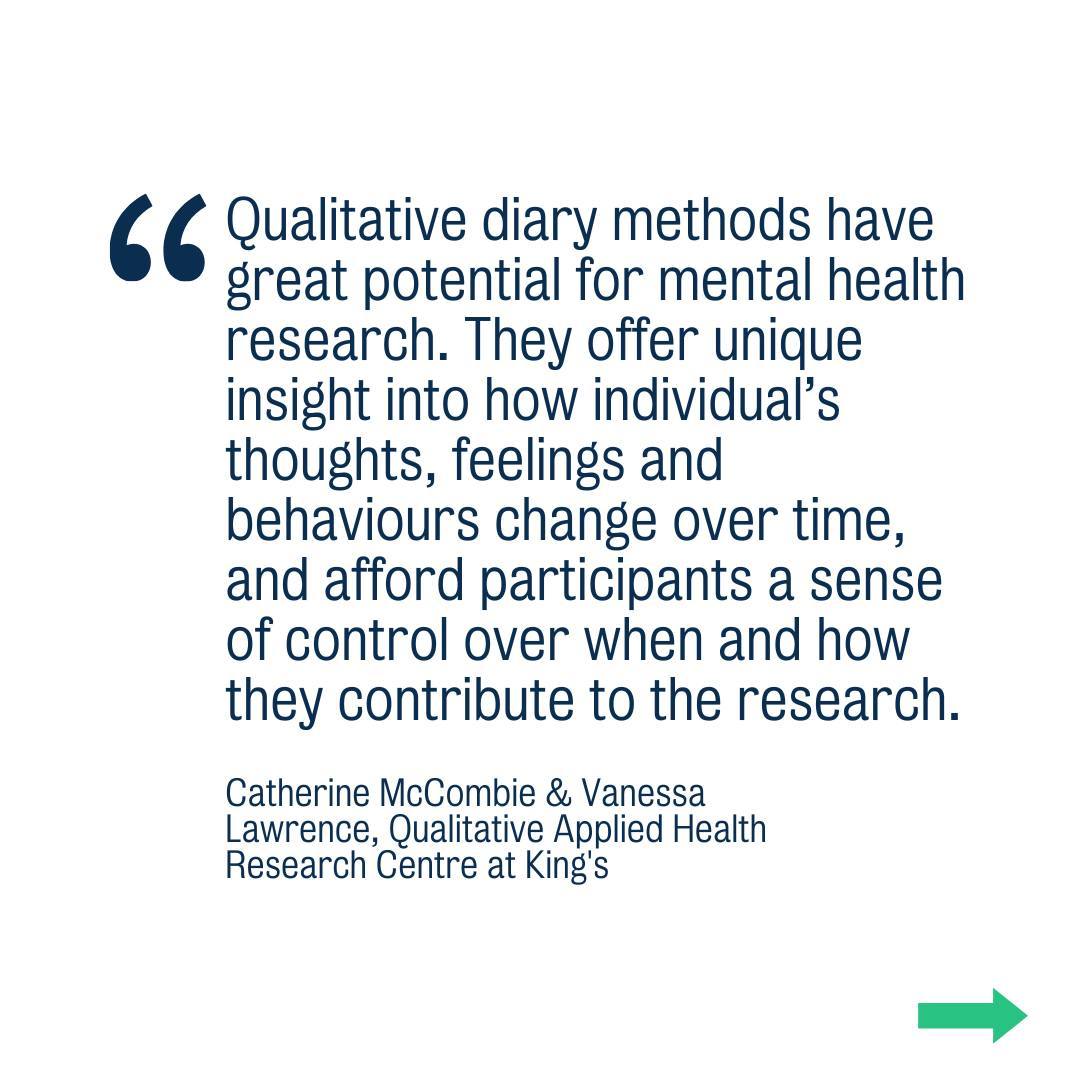 “Qualitative diary methods have
great potential for mental health
research. They offer unique
insight into how individual’s
thoughts, feelings and
behaviours change over time,
and afford participants a sense
of control over when and how
they contribute to the research.
Catherine McCombie & Vanessa
Lawrence, Qualitative Applied Health
Research Centre at King's